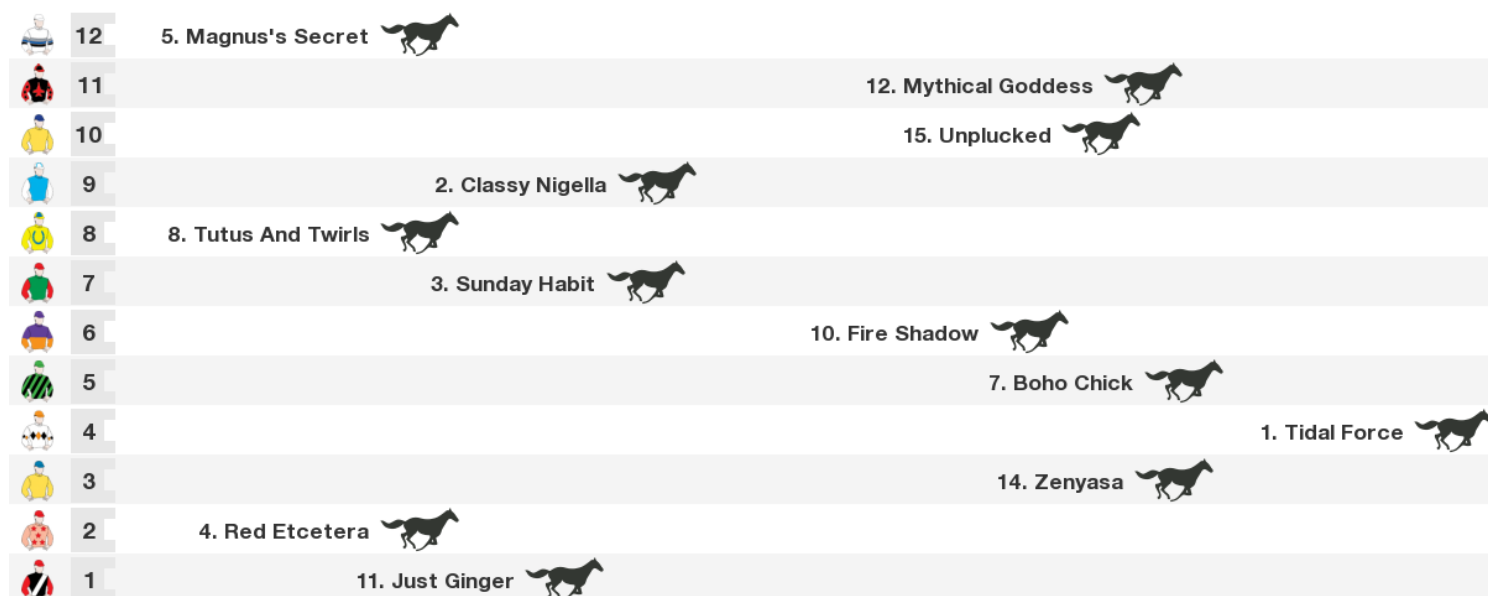 12 5. Magnus's Secret
11 12. Mythical Goddess
10 15. Unplucked
9 2. Classy Nigella
8 8. Tutus And Twirls
7 3. Sunday Habit
6 10. Fire Shadow
5 7. Boho Chick
4 1. Tidal Force
3 14. Zenyasa
2 4. Red Etcetera
1 11. Just Ginger